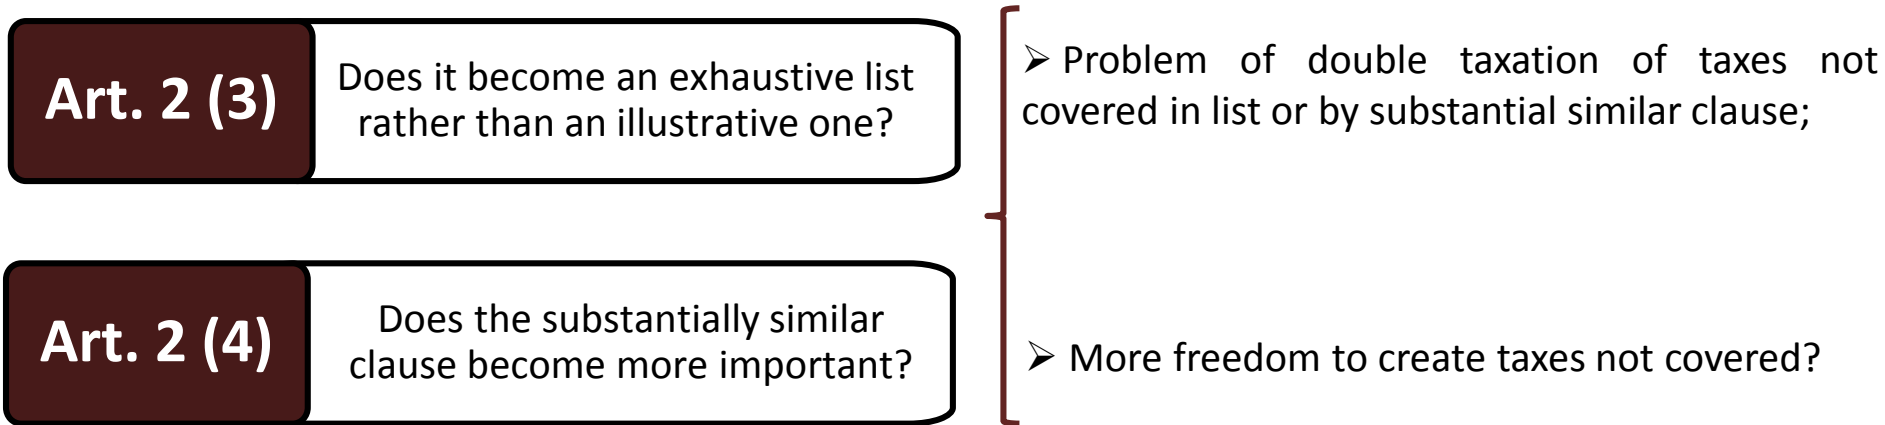 Art. 2 (3)
Does it become an exhaustive list
rather than an illustrative one?
➢ Problem of double taxation of taxes not
covered in list or by substantial similar clause;
Art. 2 (4)
Does the substantially similar
clause become more important?
➢ More freedom to create taxes not covered?